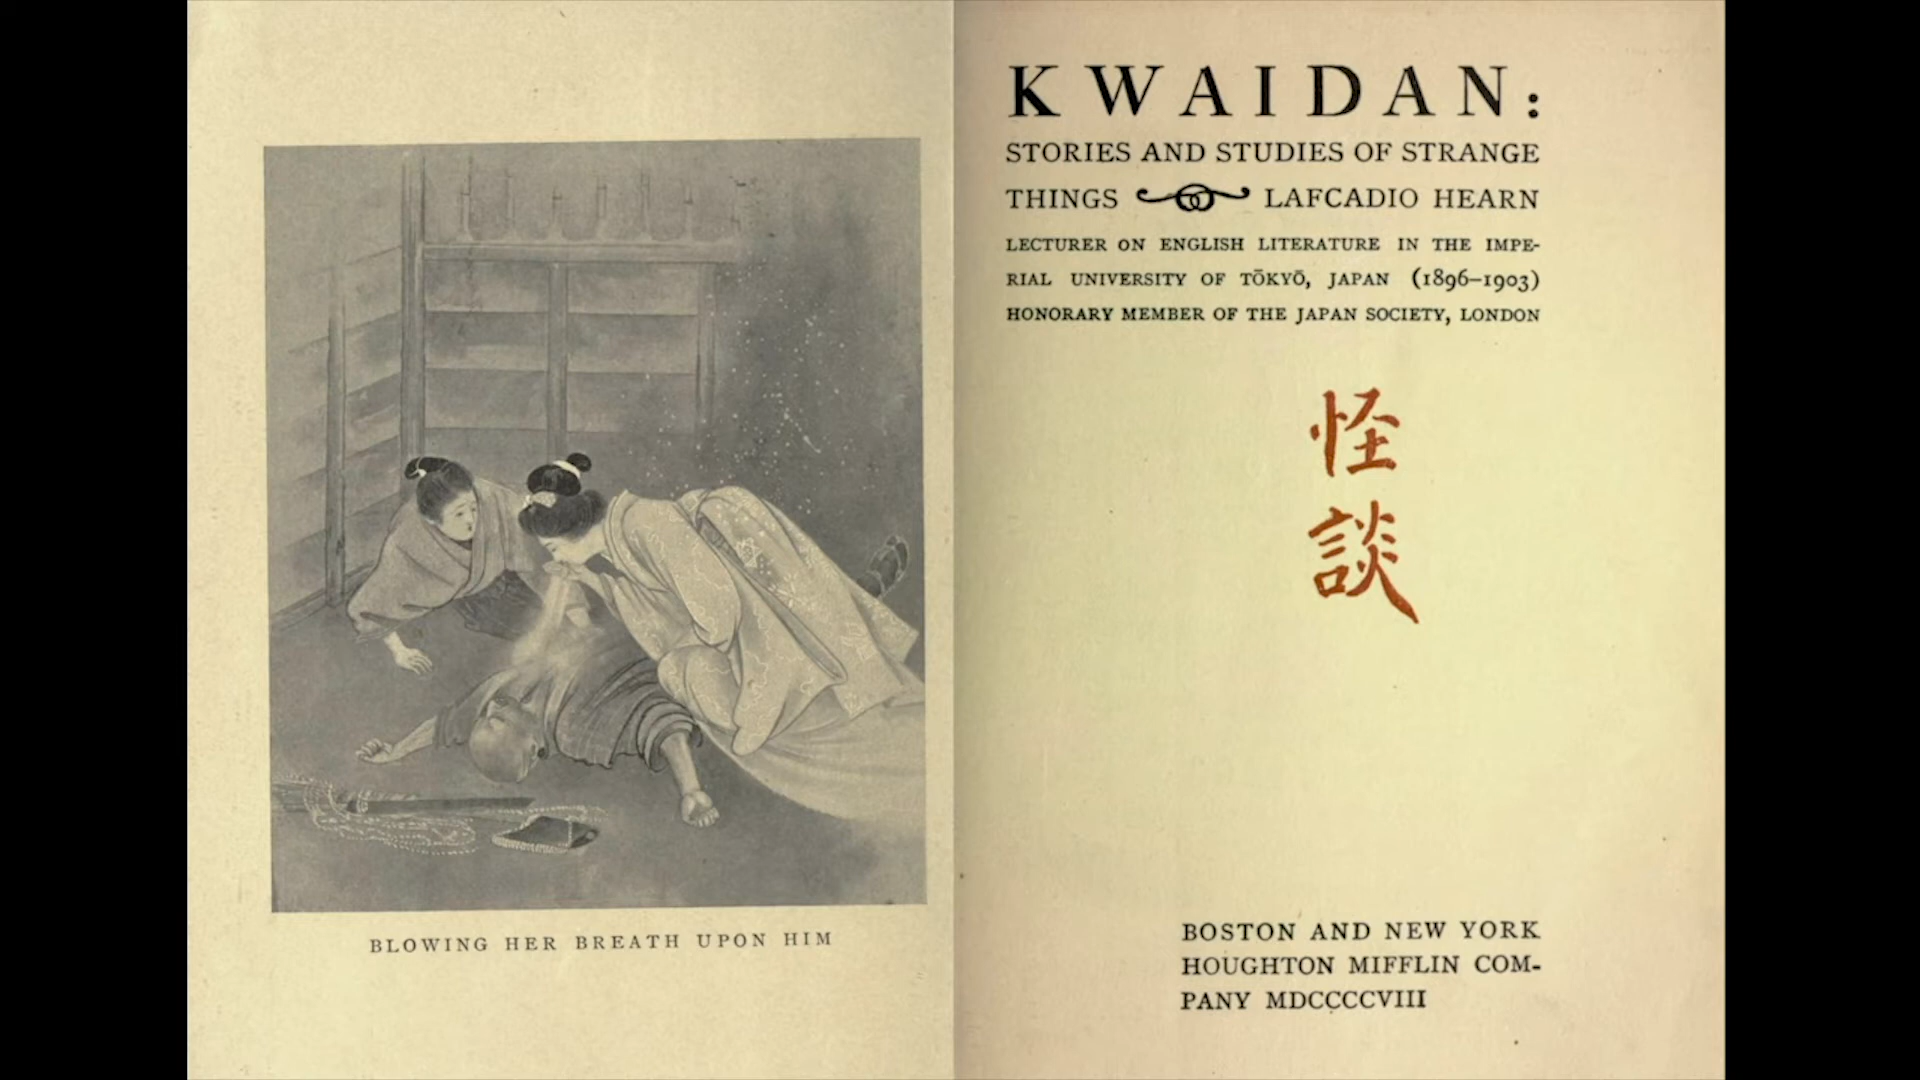 BLOWING HER BREATH UPON HIM
KWAIDAN:
STORIES AND STUDIES OF STRANGE
THINGS LAFCADIO HEARN
LECTURER ON ENGLISH LITERATURE IN THE IMPE-
RIAL UNIVERSITY OF TŌKYŌ, JAPAN (1896–1903)
HONORARY MEMBER OF THE JAPAN SOCIETY, LONDON
怪
談
BOSTON AND NEW YORK
HOUGHTON MIFFLIN COM-
PANY MDCCCCVIII